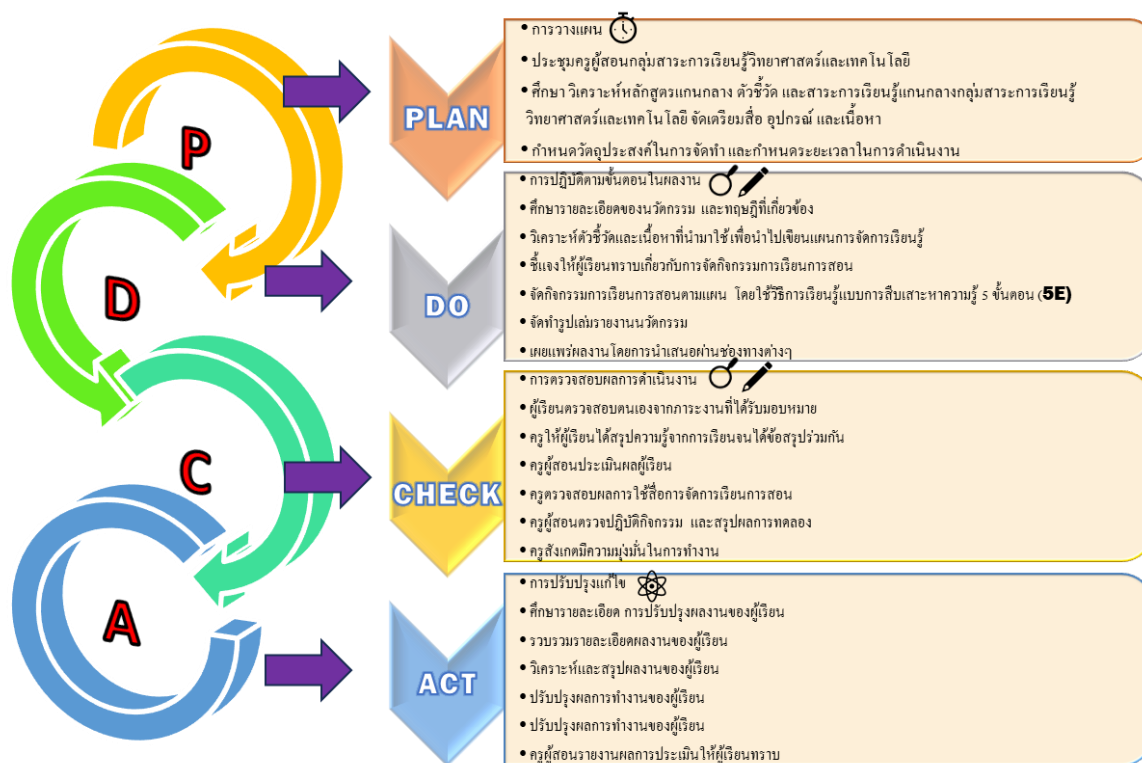 P
PLAN
• การวางแผน
• ประชุมครูผู้สอนกลุ่มสาระการเรียนรู้วิทยาศาสตร์และเทคโนโลยี
• ศึกษา วิเคราะห์หลักสูตรแกนกลาง ตัวชี้วัด และสาระการเรียนรู้แกนกลางกลุ่มสาระการเรียนรู้
วิทยาศาสตร์และเทคโนโลยี จัดเตรียมสื่อ อุปกรณ์ และเนื้อหา
• กำหนดวัตถุประสงค์ในการจัดทำ และกำหนดระยะเวลาในการดำเนินงาน
D
DO
• การปฏิบัติตามขั้นตอนในผลงาน
• ศึกษารายละเอียดของนวัตกรรม และทฤษฎีที่เกี่ยวข้อง
• วิเคราะห์ตัวชี้วัดและเนื้อหาที่นำมาใช้ เพื่อนำไปเขียนแผนการจัดการเรียนรู้
• ชี้แจงให้ผู้เรียนทราบเกี่ยวกับการจัดกิจกรรมการเรียนการสอน
• จัดกิจกรรมการเรียนการสอนตามแผน โดยใช้วิธีการเรียนรู้แบบการสืบเสาะหาความรู้ 5 ขั้นตอน (5E)
• จัดทำรูปเล่มรายงานนวัตกรรม
• เผยแพร่ผลงานโดยการนำเสนอผ่านช่องทางต่างๆ
C
CHECK
• การตรวจสอบผลการดำเนินงาน
• ผู้เรียนตรวจสอบตนเองจากภาระงานที่ได้รับมอบหมาย
• ครูให้ผู้เรียนได้สรุปความรู้จากการเรียนจนได้ข้อสรุปร่วมกัน
• ครูผู้สอนประเมินผลผู้เรียน
• ครูตรวจสอบผลการใช้สื่อการจัดการเรียนการสอน
• ครูผู้สอนตรวจปฏิบัติกิจกรรม และสรุปผลการทดลอง
• ครูสังเกตมีความมุ่งมั่นในการทำงาน
A
ACT
• การปรับปรุงแก้ไข
• ศึกษารายละเอียด การปรับปรุงผลงานของผู้เรียน
• รวบรวมรายละเอียดผลงานของผู้เรียน
• วิเคราะห์และสรุปผลงานของผู้เรียน
• ปรับปรุงผลการทำงานของผู้เรียน
• ปรับปรุงผลการทำงานของผู้เรียน
• ครูผู้สอนรายงานผลการประเมินให้ผู้เรียนทราบ